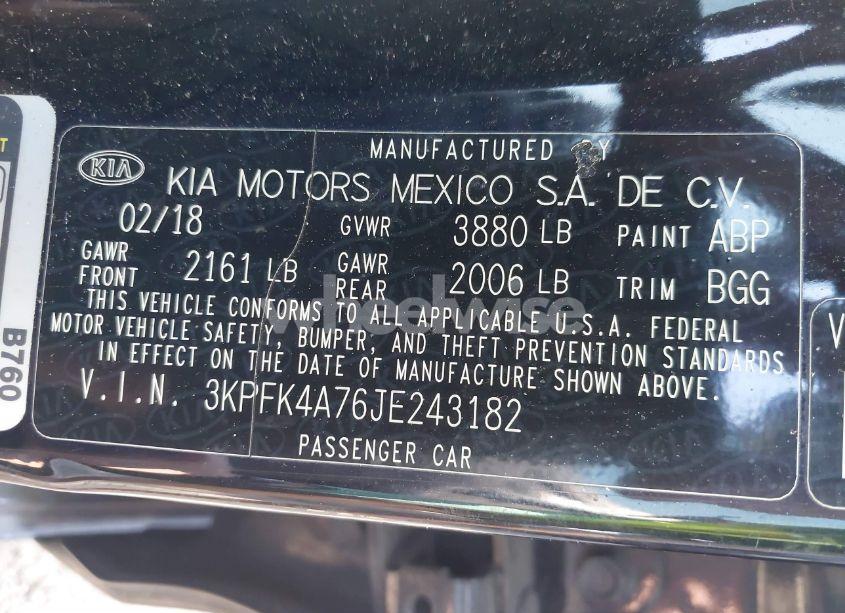 MANUFACTURED BY
KIA KIA MOTORS MEXICO S.A. DE C.V.
02/18 GVWR 3880 LB PAINT ABP
GAWR FRONT 2161 LB GAWR REAR 2006 LB TRIM BGG
THIS VEHICLE CONFORMS TO ALL APPLICABLE U.S.A. FEDERAL
MOTOR VEHICLE SAFETY, BUMPER, AND THEFT PREVENTION STANDARDS
IN EFFECT ON THE DATE OF MANUFACTURE SHOWN ABOVE.
V.I.N. 3KPFK4A76JE243182
PASSENGER CAR
B760
wheelwise